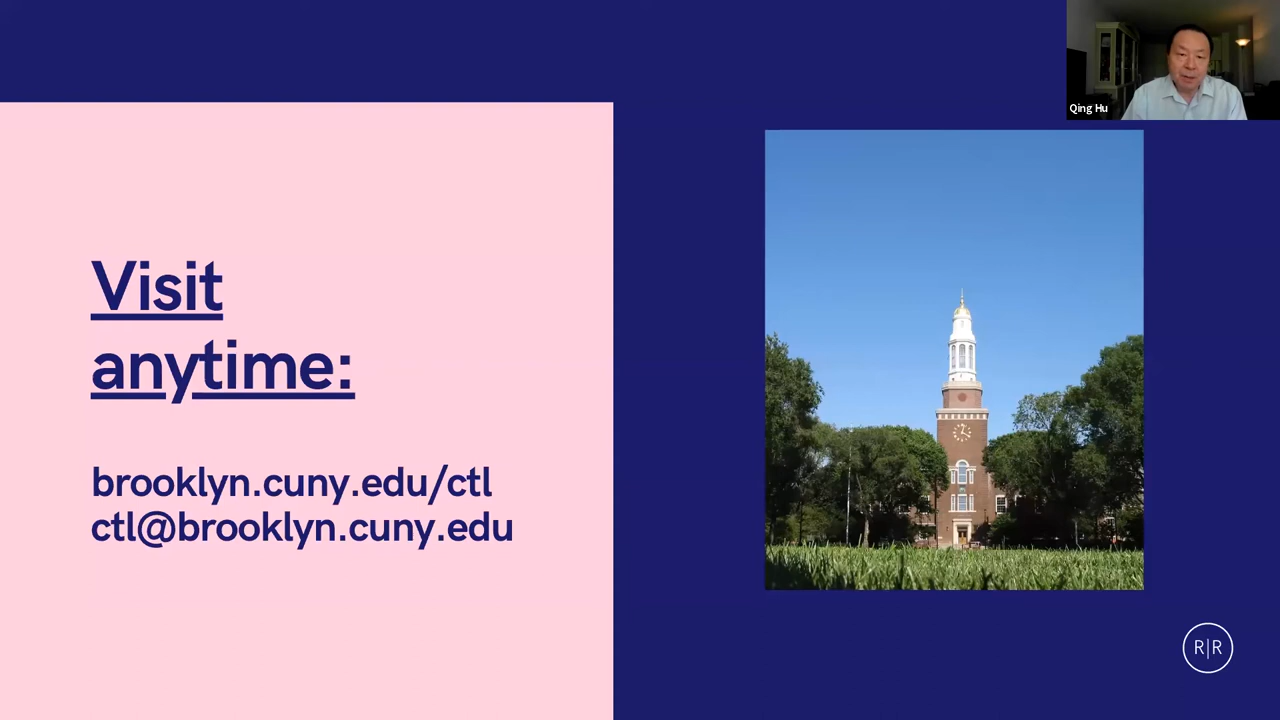 Qing Hu
Visit
anytime:
brooklyn.cuny.edu/ctl
ctl@brooklyn.cuny.edu
R|R